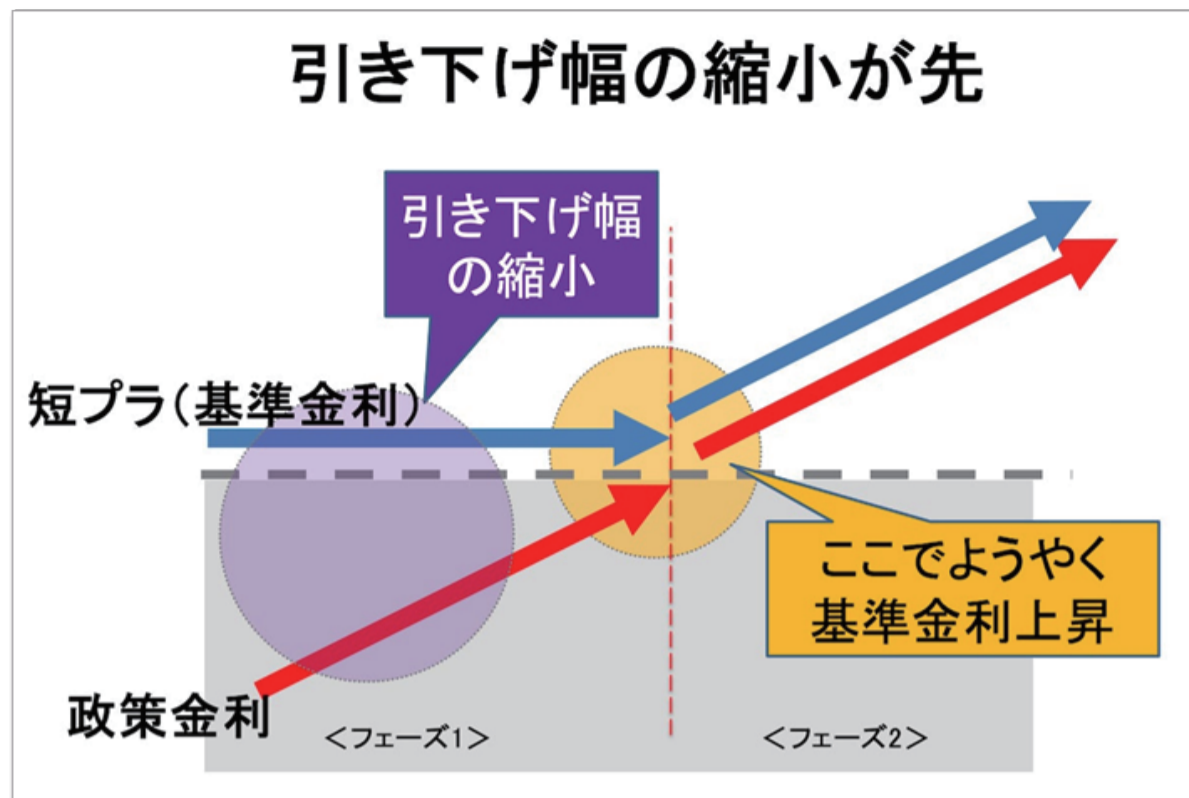 引き下げ幅の縮小が先
引き下げ幅
の縮小
短プラ(基準金利)
ここでようやく
基準金利上昇
政策金利
<フェーズ1>
<フェーズ2>